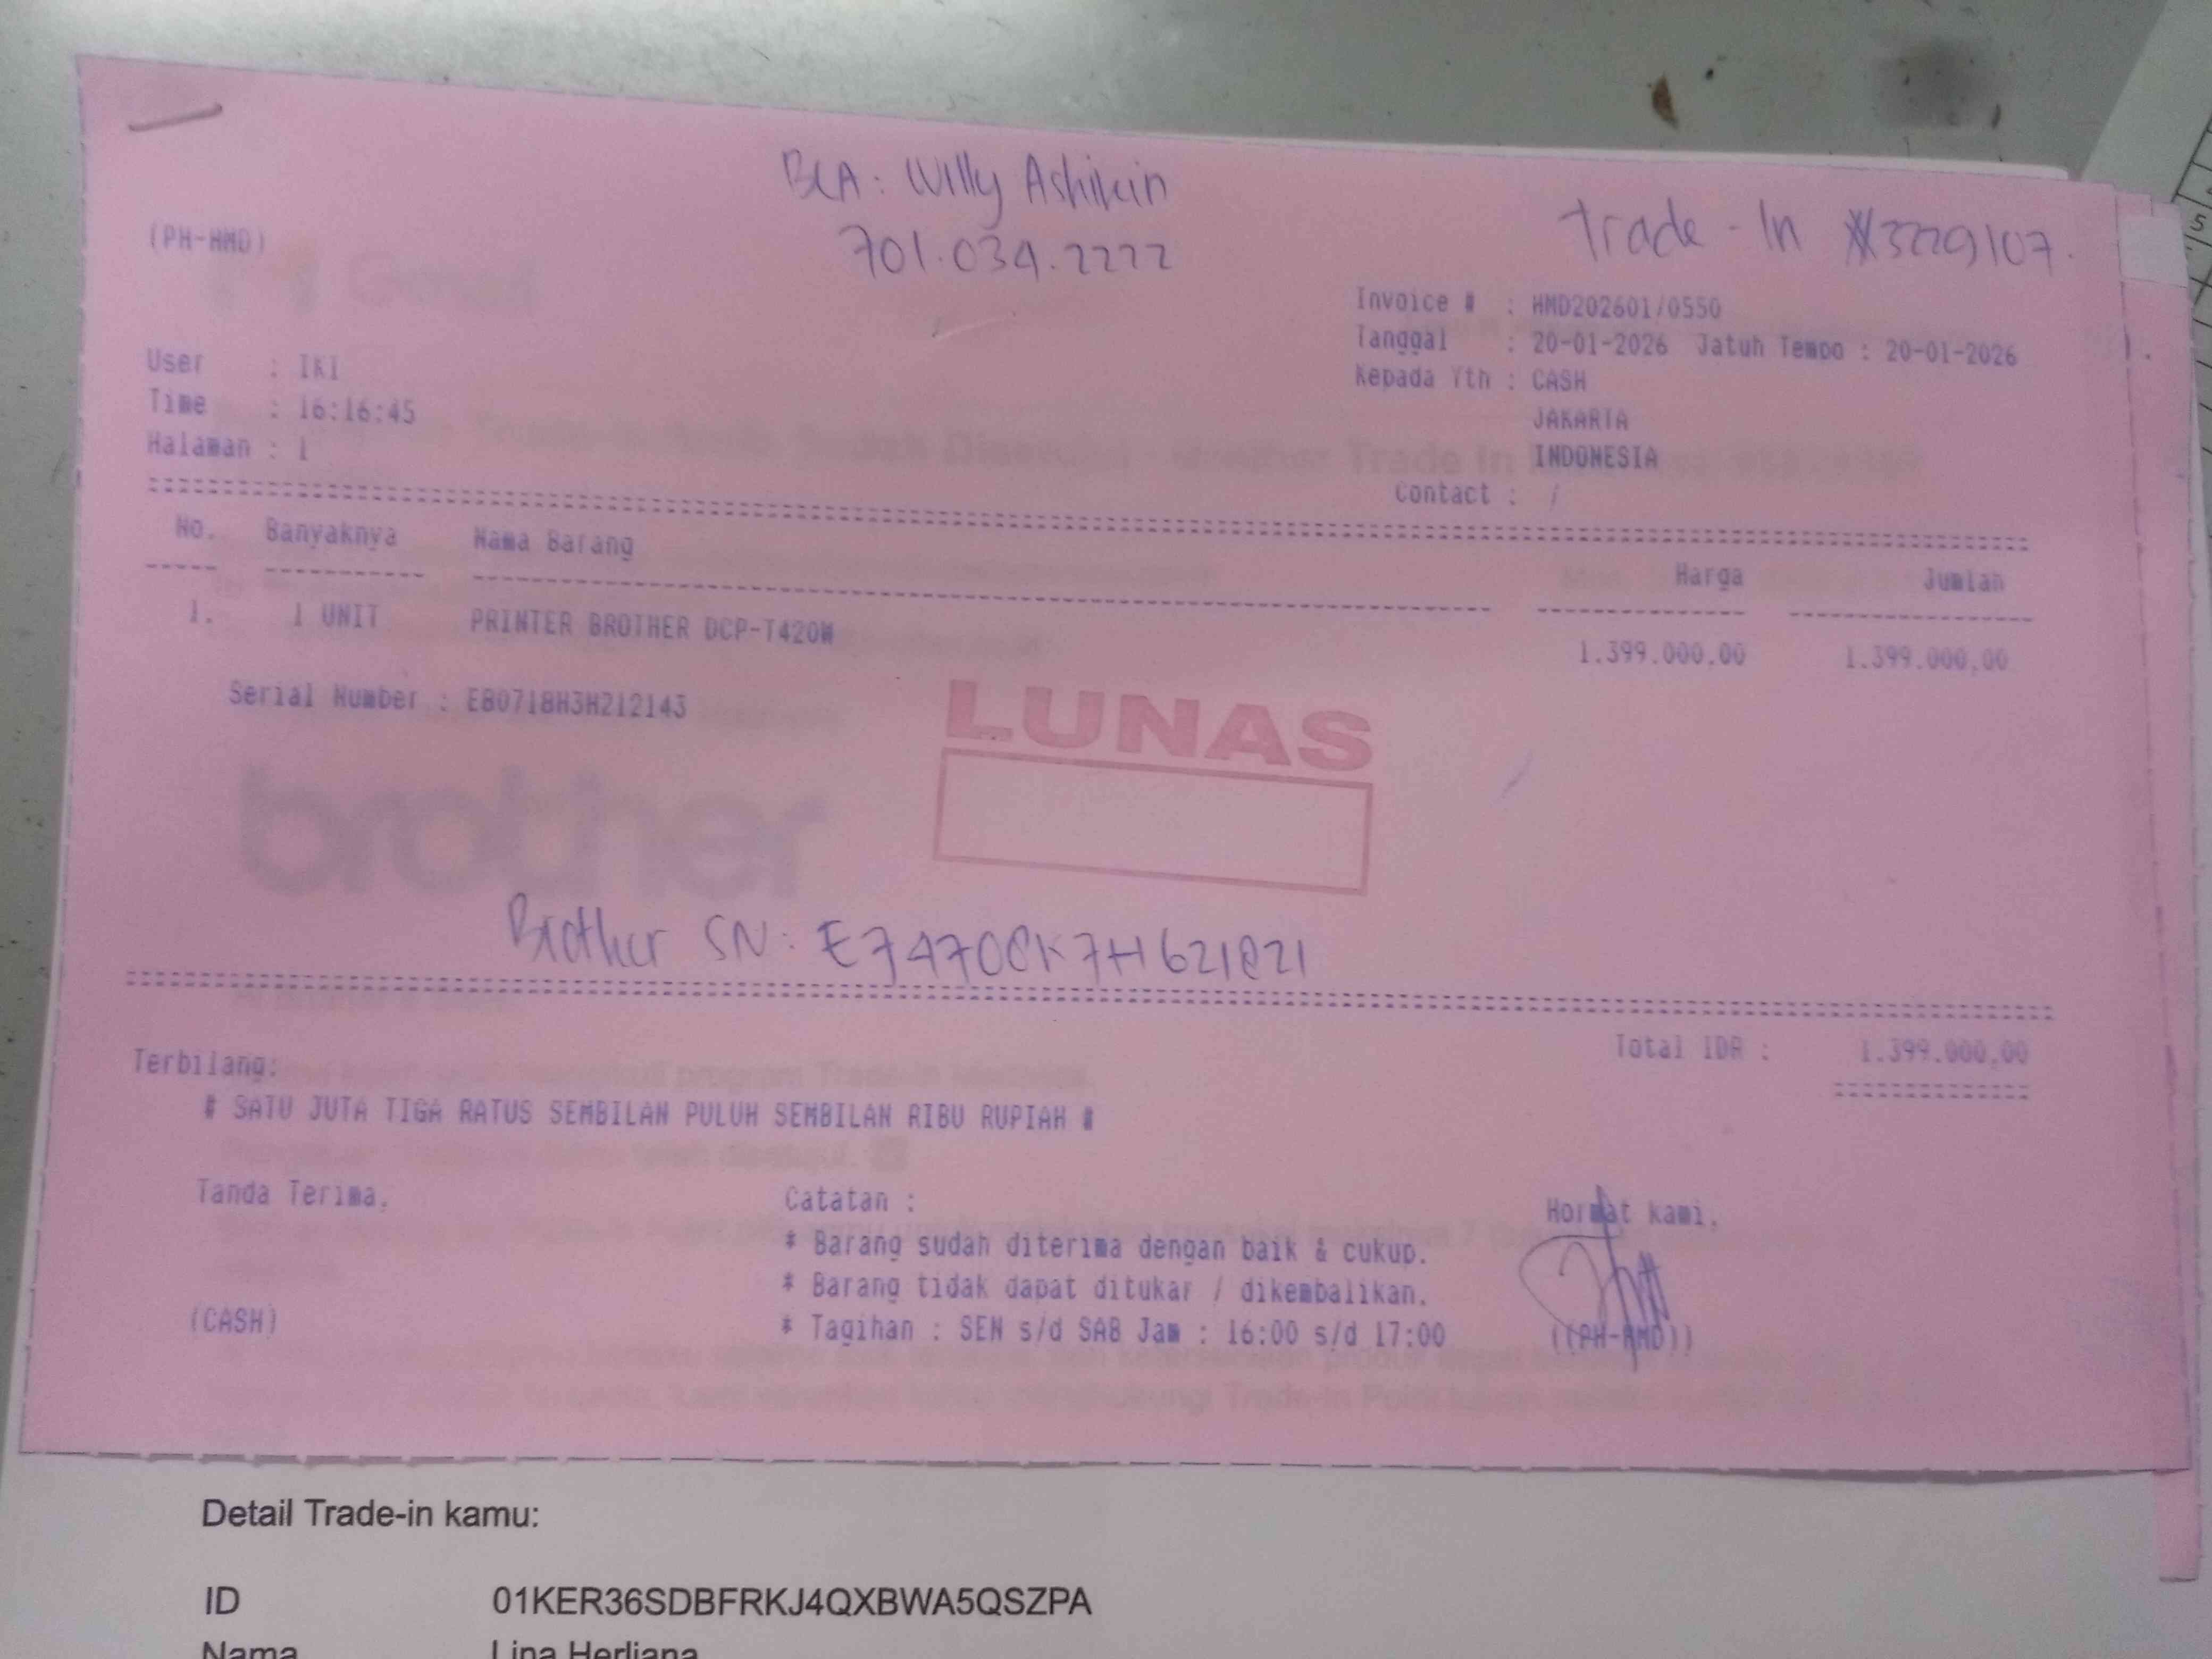 BCA : Willy Ashikin
701.034.2222
Trade - In #3229107.
(PH-HMD)
Invoice # : HMD202601/0550
Tanggal : 20-01-2026 Jatuh Tempo : 20-01-2026
Kepada Yth : CASH
JAKARTA
INDONESIA
Contact : /
User : IKI
Time : 16:16:45
Halaman : 1
No. Banyaknya Nama Barang Harga Jumlah
1. 1 UNIT PRINTER BROTHER DCP-T420W 1.399.000,00 1.399.000,00
Serial Number : E80718H3H212143
LUNAS
brother
Brother SN: E74708K7H621821
Total IDR : 1.399.000,00
Terbilang:
# SATU JUTA TIGA RATUS SEMBILAN PULUH SEMBILAN RIBU RUPIAH #
Tanda Terima,
(CASH)
Catatan :
* Barang sudah diterima dengan baik & cukup.
* Barang tidak dapat ditukar / dikembalikan.
* Tagihan : SEN s/d SAB Jam : 16:00 s/d 17:00
Hormat kami,
((PH-HMD))
Detail Trade-in kamu:
ID 01KER36SDBFRKJ4QXBWA5QSZPA
Nama Lina Herliana